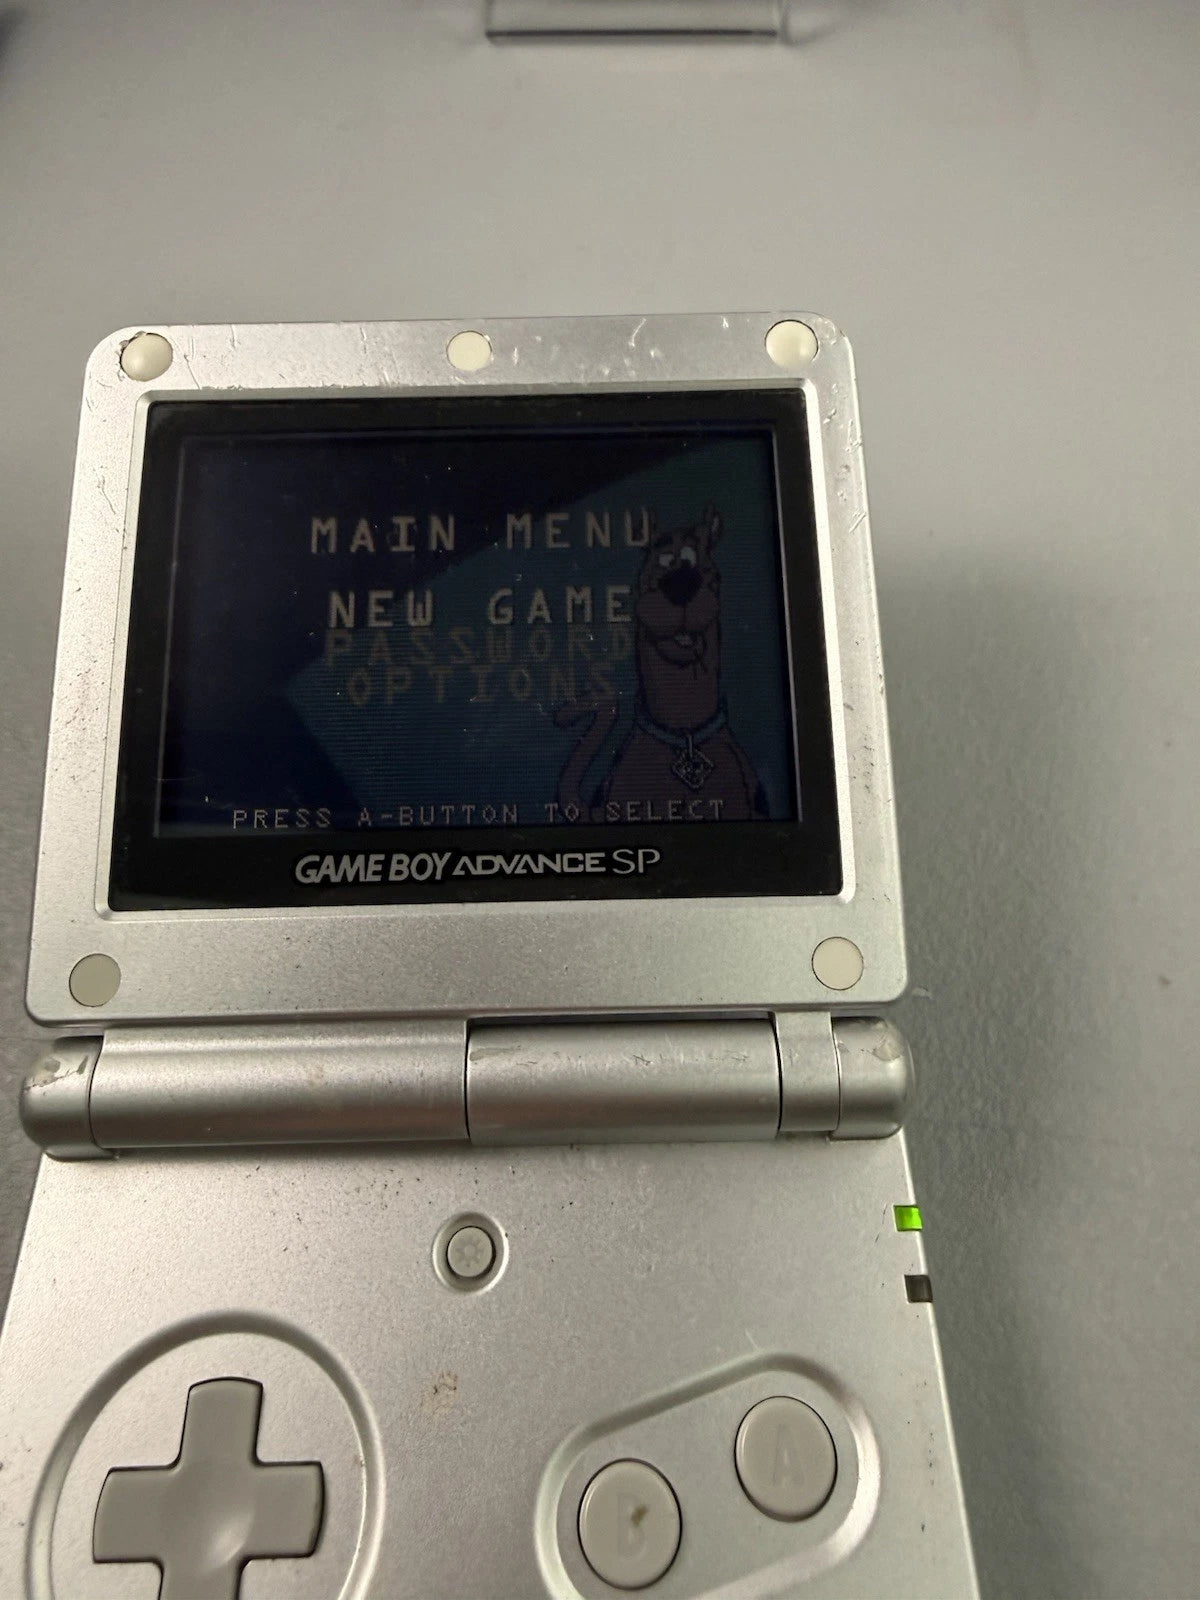 MAIN MENU
NEW GAME
PASSWORD
OPTIONS
PRESS A-BUTTON TO SELECT
GAME BOY ADVANCE SP
A
B